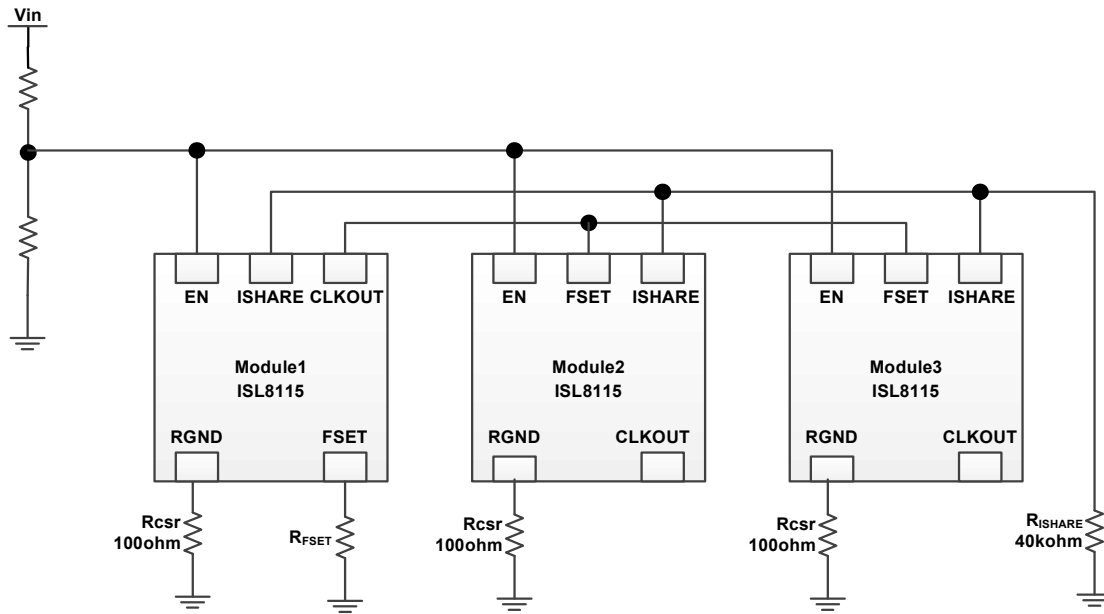 Vin
EN ISHARE CLKOUT
EN FSET ISHARE
EN FSET ISHARE
Module1
ISL8115
Module2
ISL8115
Module3
ISL8115
RGND FSET
RGND CLKOUT
RGND CLKOUT
Rcsr
100ohm
RFSET
Rcsr
100ohm
Rcsr
100ohm
RISHARE
40kohm